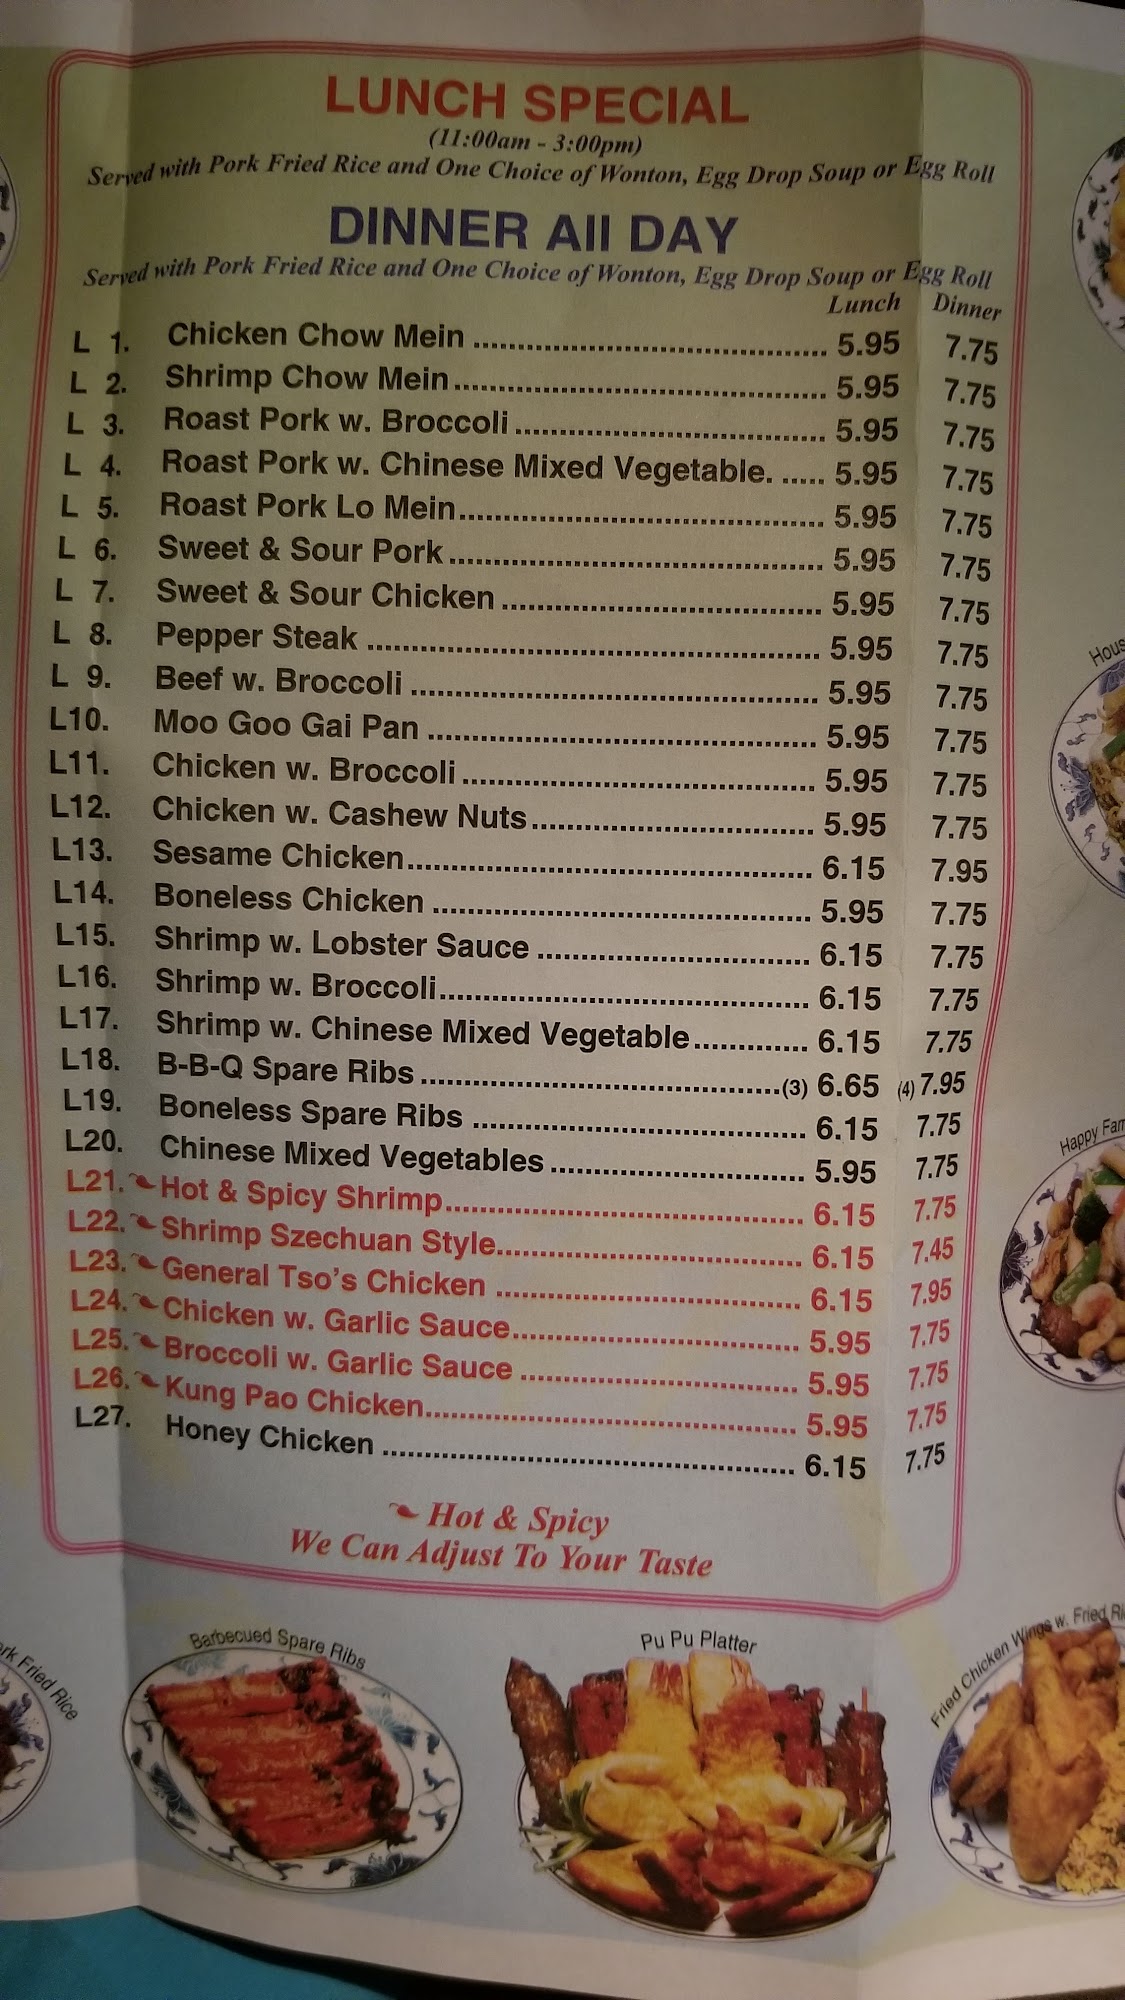 LUNCH SPECIAL
(11:00am - 3:00pm)
Served with Pork Fried Rice and One Choice of Wonton, Egg Drop Soup or Egg Roll
DINNER All DAY
Served with Pork Fried Rice and One Choice of Wonton, Egg Drop Soup or Egg Roll
Lunch Dinner
L 1. Chicken Chow Mein ........ 5.95 7.75
L 2. Shrimp Chow Mein ........ 5.95 7.75
L 3. Roast Pork w. Broccoli ........ 5.95 7.75
L 4. Roast Pork w. Chinese Mixed Vegetable. ..... 5.95 7.75
L 5. Roast Pork Lo Mein ........ 5.95 7.75
L 6. Sweet & Sour Pork ........ 5.95 7.75
L 7. Sweet & Sour Chicken ........ 5.95 7.75
L 8. Pepper Steak ........ 5.95 7.75
L 9. Beef w. Broccoli ........ 5.95 7.75
L10. Moo Goo Gai Pan ........ 5.95 7.75
L11. Chicken w. Broccoli ........ 5.95 7.75
L12. Chicken w. Cashew Nuts ........ 5.95 7.75
L13. Sesame Chicken ........ 6.15 7.95
L14. Boneless Chicken ........ 5.95 7.75
L15. Shrimp w. Lobster Sauce ........ 6.15 7.75
L16. Shrimp w. Broccoli ........ 6.15 7.75
L17. Shrimp w. Chinese Mixed Vegetable ........ 6.15 7.75
L18. B-B-Q Spare Ribs ........ (3) 6.65 (4) 7.95
L19. Boneless Spare Ribs ........ 6.15 7.75
L20. Chinese Mixed Vegetables ........ 5.95 7.75
L21. Hot & Spicy Shrimp ........ 6.15 7.75
L22. Shrimp Szechuan Style ........ 6.15 7.45
L23. General Tso's Chicken ........ 6.15 7.95
L24. Chicken w. Garlic Sauce ........ 5.95 7.75
L25. Broccoli w. Garlic Sauce ........ 5.95 7.75
L26. Kung Pao Chicken ........ 5.95 7.75
L27. Honey Chicken ........ 6.15 7.75
Hot & Spicy
We Can Adjust To Your Taste
Hous
Happy Fam
rk Fried Rice
Barbecued Spare Ribs
Pu Pu Platter
Fried Chicken Wings w. Fried Ri